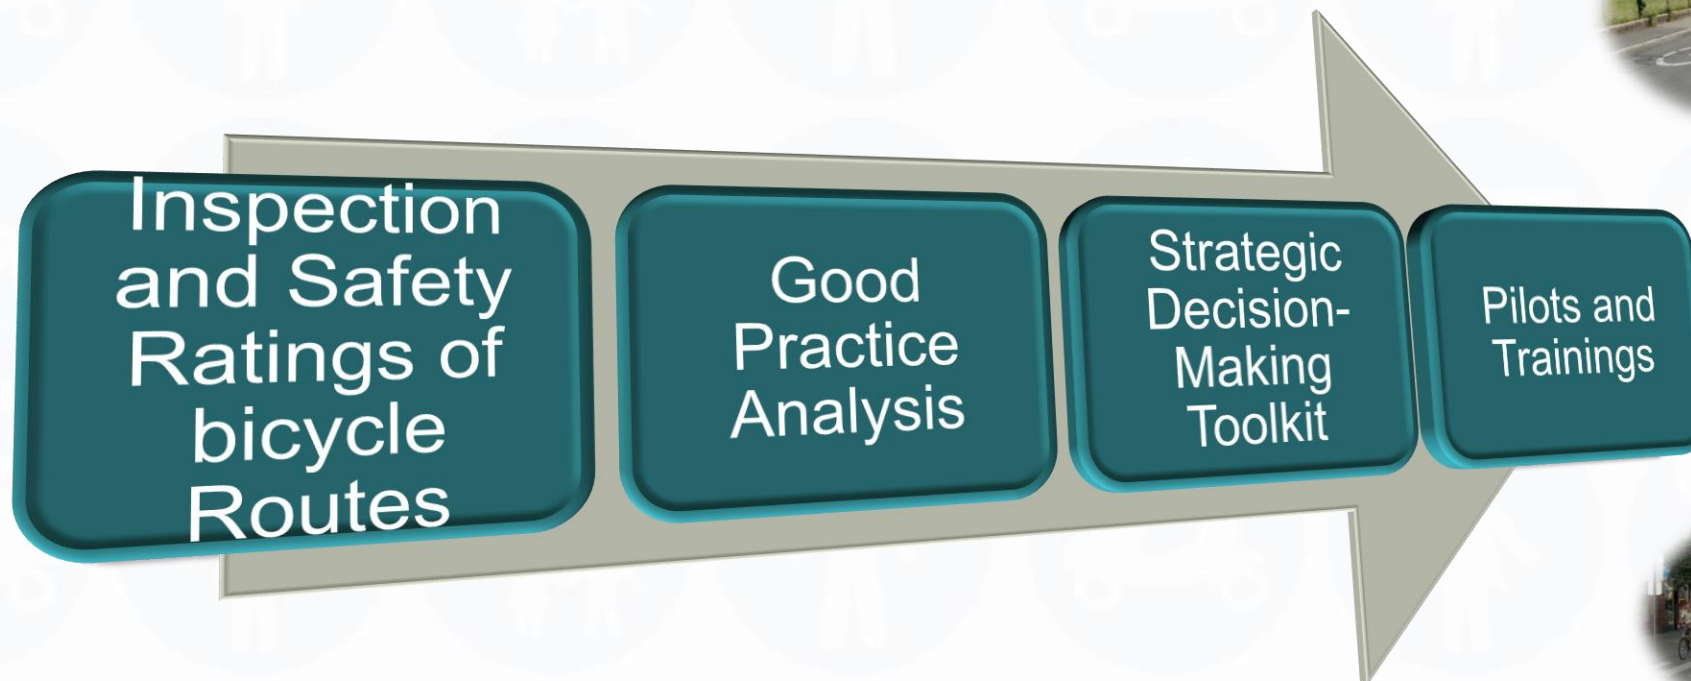 Inspection
and Safety
Ratings of
bicycle
Routes
Good
Practice
Analysis
Strategic
Decision-
Making
Toolkit
Pilots and
Trainings